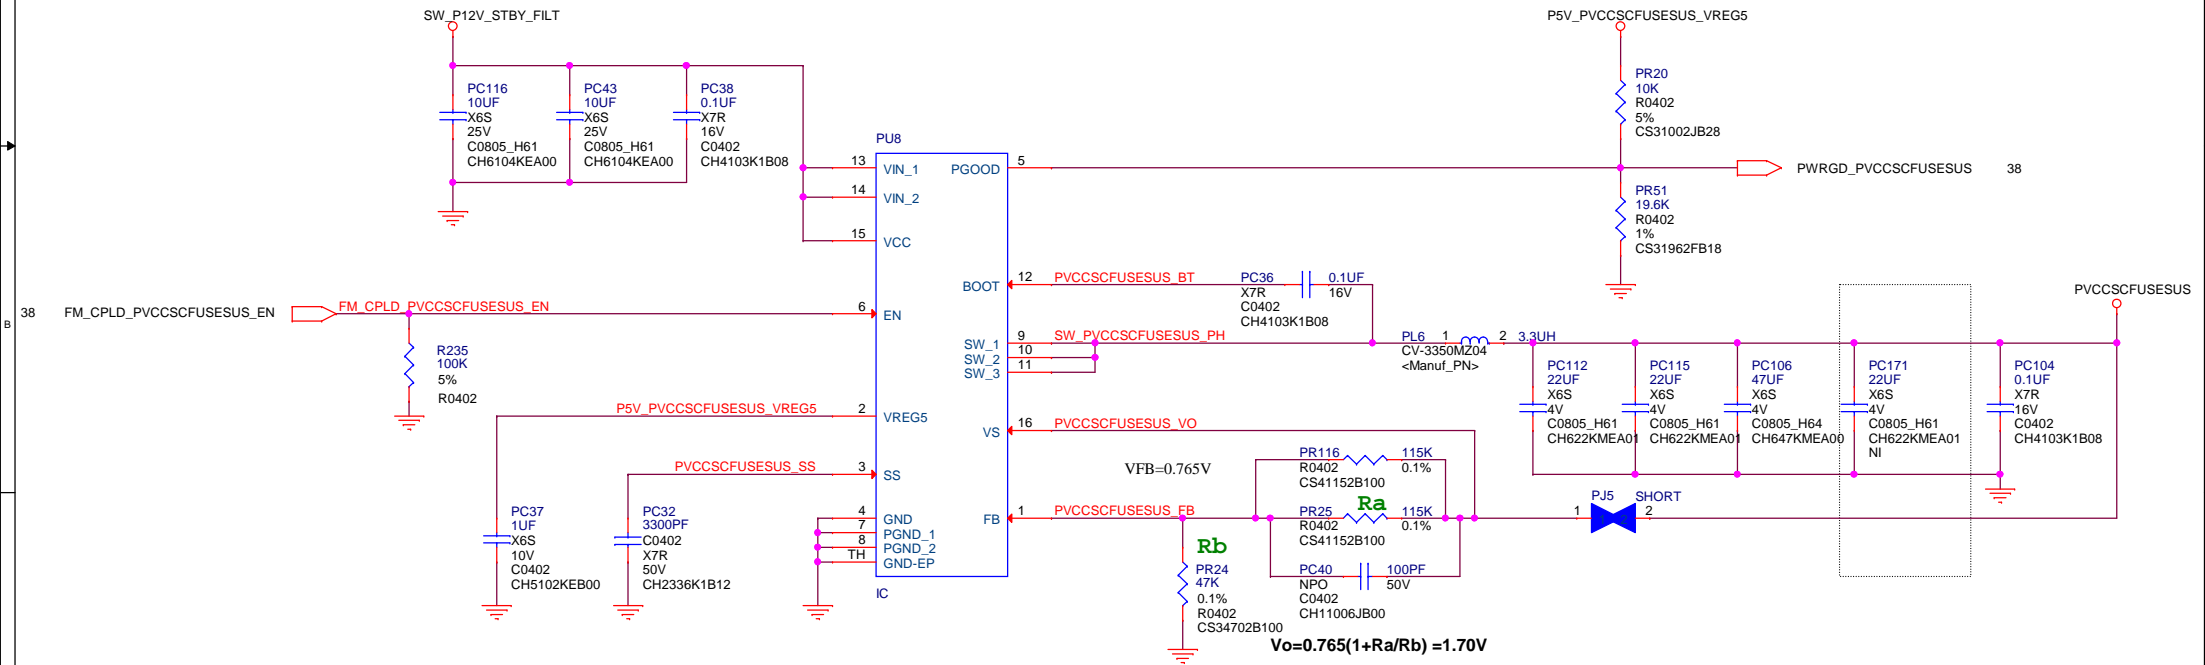 SW_P12V_STBY_FILT
P5V_PVCCSCFUSESUS_VREG5
PC116
10UF
X6S
25V
C0805_H61
CH6104KEA00
PC43
10UF
X6S
25V
C0805_H61
CH6104KEA00
PC38
0.1UF
X7R
16V
C0402
CH4103K1B08
PR20
10K
R0402
5%
CS31002JB28
PU8
13 VIN_1
14 VIN_2
15 VCC
PGOOD 5
PWRGD_PVCCSCFUSESUS 38
PR51
19.6K
R0402
1%
CS31962FB18
BOOT 12 PVCCSCFUSESUS_BT
PC36 0.1UF
X7R 16V
C0402
CH4103K1B08
PVCCSCFUSESUS
B
38 FM_CPLD_PVCCSCFUSESUS_EN
FM_CPLD_PVCCSCFUSESUS_EN
6 EN
R235
100K
5%
R0402
SW_1 9 SW_PVCCSCFUSESUS_PH
SW_2 10
SW_3 11
PL6 1 2 3.3UH
CV-3350MZ04
<Manuf_PN>
PC112
22UF
X6S
4V
C0805_H61
CH622KMEA01
PC115
22UF
X6S
4V
C0805_H61
CH622KMEA01
PC106
47UF
X6S
4V
C0805_H64
CH647KMEA00
PC171
22UF
X6S
4V
C0805_H61
CH622KMEA01
NI
PC104
0.1UF
X7R
16V
C0402
CH4103K1B08
P5V_PVCCSCFUSESUS_VREG5 2 VREG5
PVCCSCFUSESUS_SS 3 SS
VS 16 PVCCSCFUSESUS_VO
VFB=0.765V
PR116 115K
R0402 0.1%
CS41152B100
Ra
PR25 115K
R0402 0.1%
CS41152B100
PJ5 SHORT
1 2
FB 1 PVCCSCFUSESUS_FB
PC37
1UF
X6S
10V
C0402
CH5102KEB00
PC32
3300PF
C0402
X7R
50V
CH2336K1B12
4 GND
7 PGND_1
8 PGND_2
TH GND-EP
IC
Rb
PR24
47K
0.1%
R0402
CS34702B100
PC40 100PF
NPO 50V
C0402
CH11006JB00
Vo=0.765(1+Ra/Rb) =1.70V